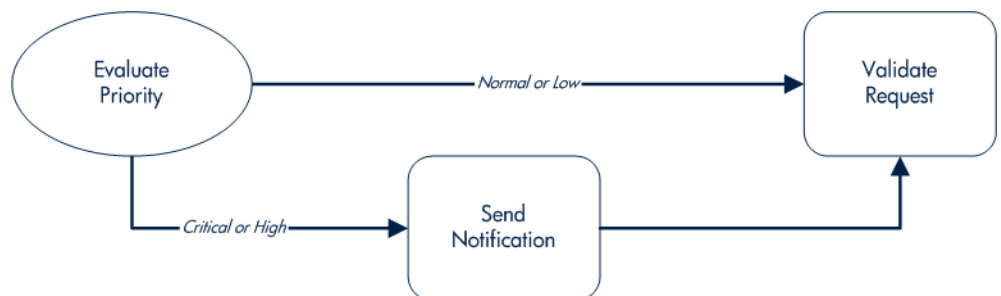 Evaluate
Priority
Normal or Low
Validate
Request
Critical or High
Send
Notification